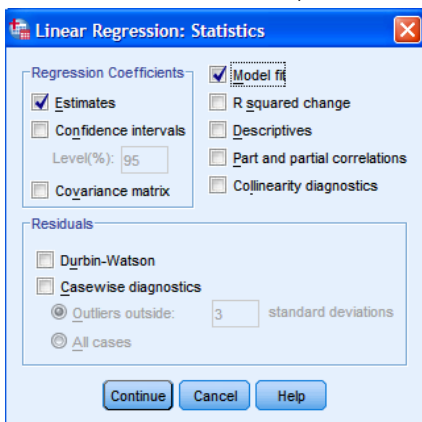 Linear Regression: Statistics
Regression Coefficients
Estimates
Confidence intervals
Level(%): 95
Covariance matrix
Model fit
R squared change
Descriptives
Part and partial correlations
Collinearity diagnostics
Residuals
Durbin-Watson
Casewise diagnostics
Outliers outside: 3 standard deviations
All cases
Continue Cancel Help